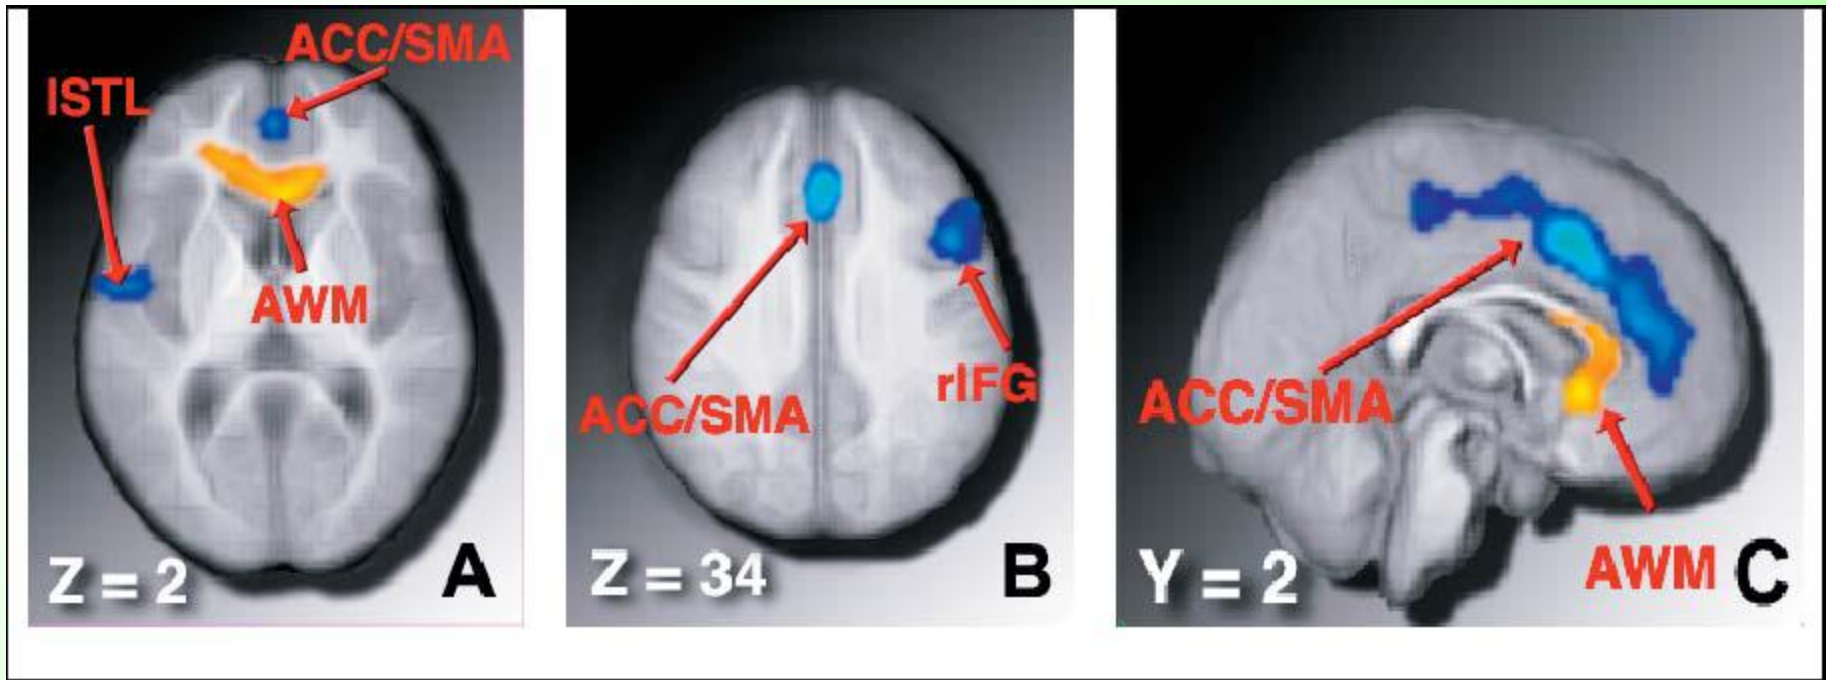 ACC/SMA
lSTL
AWM
Z = 2
A
ACC/SMA
rIFG
Z = 34
B
ACC/SMA
AWM
Y = 2
C